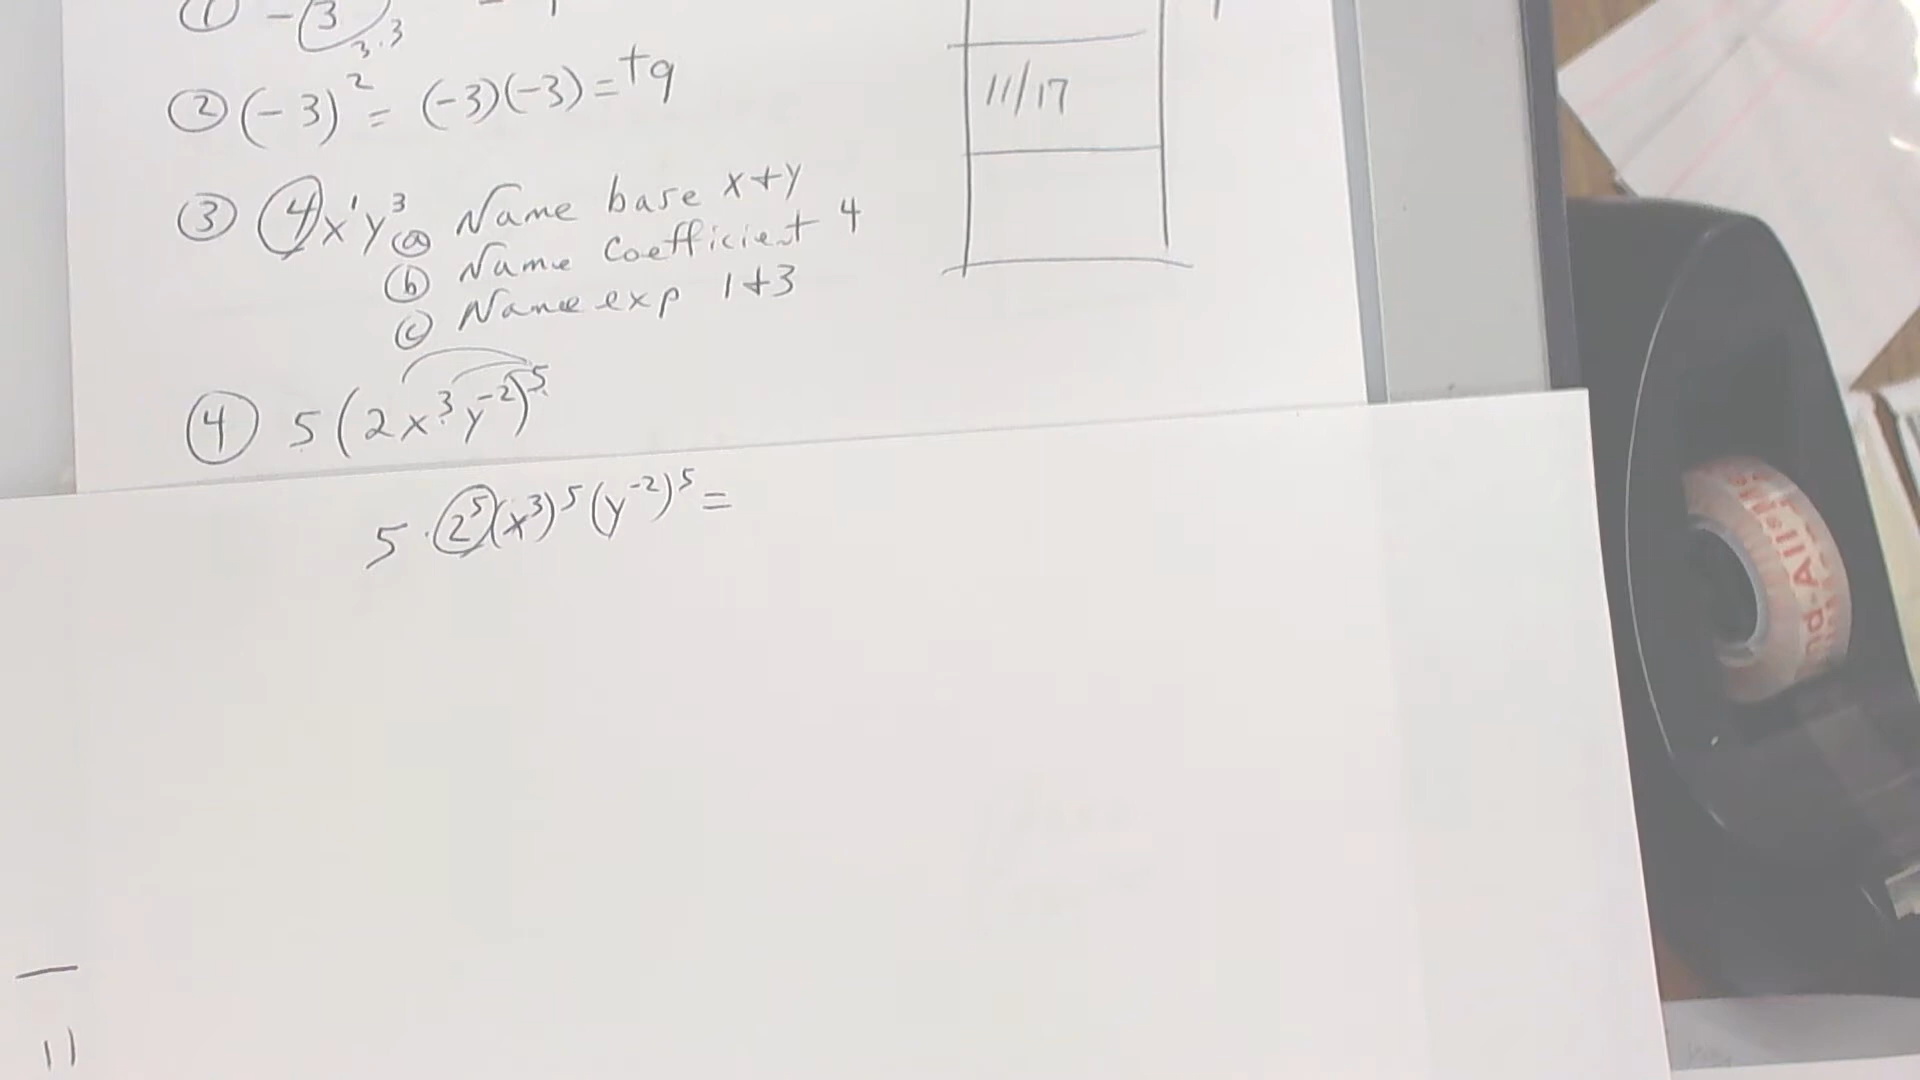 ① -3
3·3
② (-3)² = (-3)(-3) = +9
11/17
③ 4x¹y³ ⓐ Name base x+y
ⓑ Name Coefficient 4
ⓒ Name exp 1+3
④ 5(2x³y⁻²)⁵
5·2⁵(x³)⁵(y⁻²)⁵=